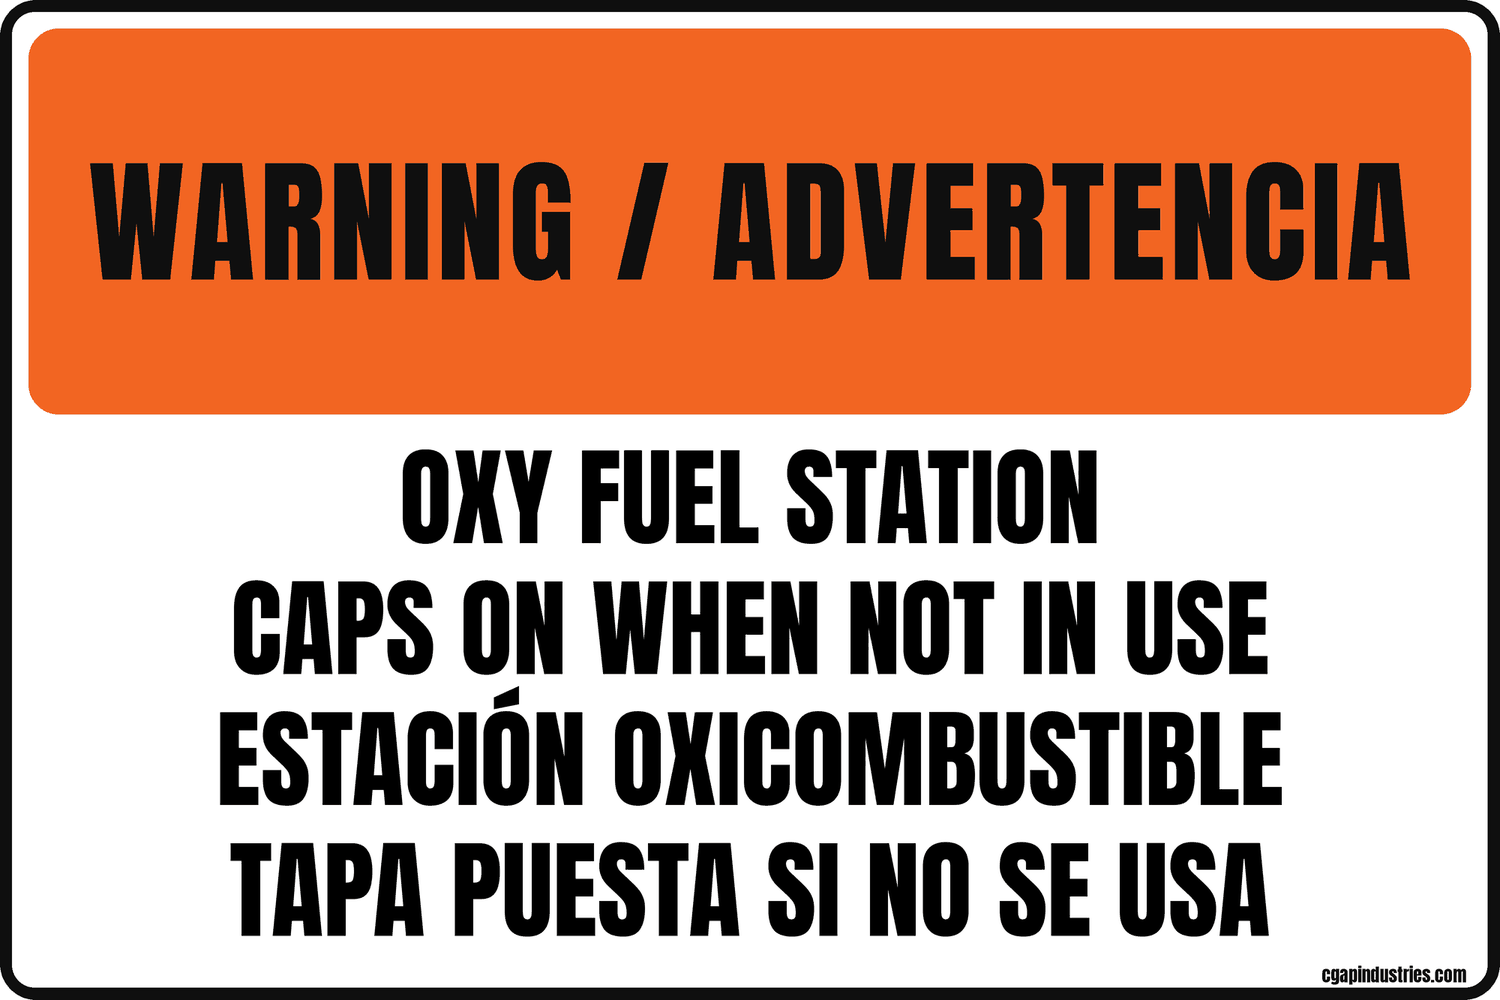 WARNING / ADVERTENCIA
OXY FUEL STATION
CAPS ON WHEN NOT IN USE
ESTACIÓN OXICOMBUSTIBLE
TAPA PUESTA SI NO SE USA
cgapindustries.com